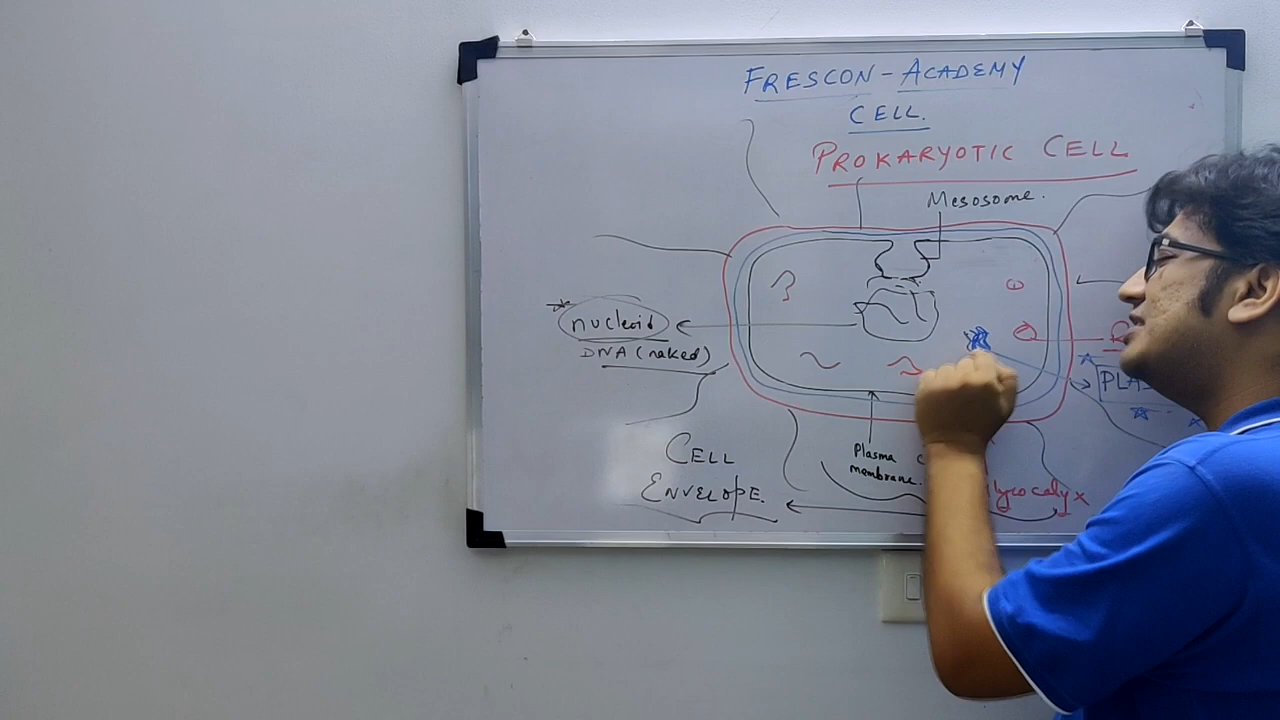 FRESCON-ACADEMY
CELL.
PROKARYOTIC CELL
Mesosome.
nucleoid
DNA (naked)
Plasma
membrane.
CELL
ENVELOPE.